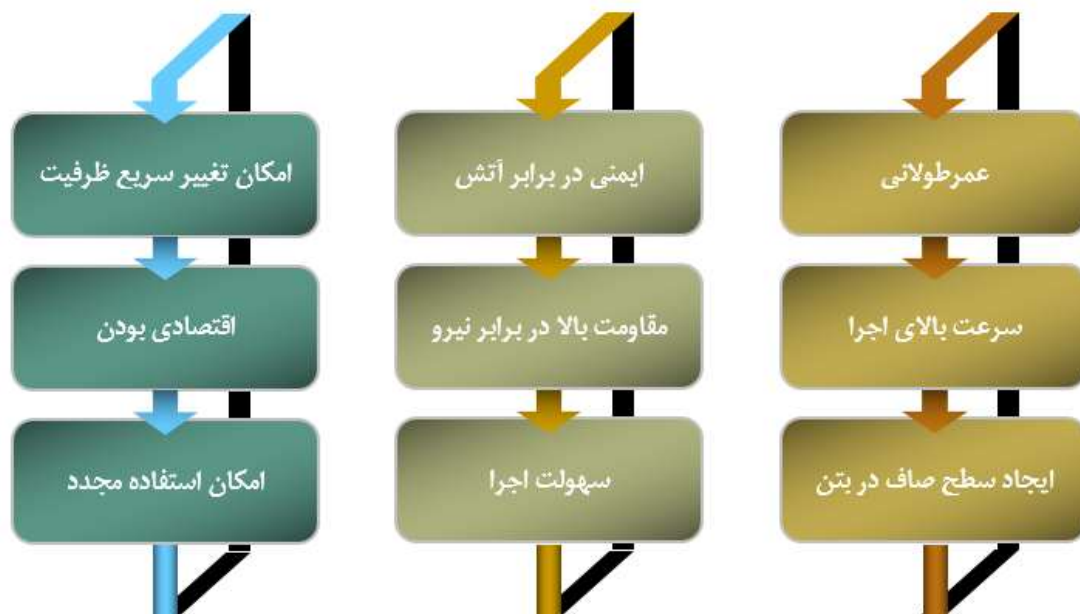 عمرطولانی
سرعت بالای اجرا
ایجاد سطح صاف در بتن
ایمنی در برابر آتش
مقاومت بالا در برابر نیرو
سهولت اجرا
امکان تغییر سریع ظرفیت
اقتصادی بودن
امکان استفاده مجدد